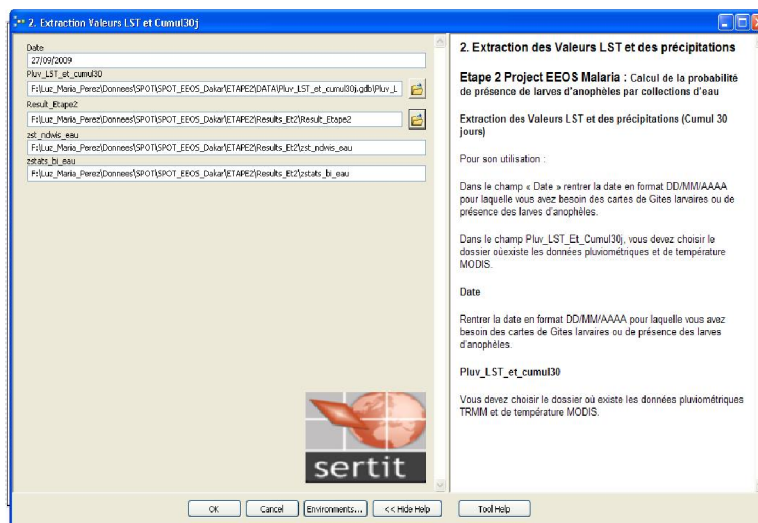 2. Extraction Valeurs LST et Cumul30j
Date
27/09/2009
Pluv_LST_et_cumul30
F:\Luz_Maria_Perez\Donnees\SPOT\SPOT_EEOS_Dakar\ETAPE2\DATA\Pluv_LST_et_cumul30j.gdb\Pluv_L
Result_Etape2
F:\Luz_Maria_Perez\Donnees\SPOT\SPOT_EEOS_Dakar\ETAPE2\Results_Et2\Result_Etape2
zst_ndwis_eau
F:\Luz_Maria_Perez\Donnees\SPOT\SPOT_EEOS_Dakar\ETAPE2\Results_Et2\zst_ndwis_eau
zstats_bi_eau
F:\Luz_Maria_Perez\Donnees\SPOT\SPOT_EEOS_Dakar\ETAPE2\Results_Et2\zstats_bi_eau
sertit
2. Extraction des Valeurs LST et des précipitations
Etape 2 Project EEOS Malaria : Calcul de la probabilité
de présence de larves d'anophèles par collections d'eau
Extraction des Valeurs LST et des précipitations (Cumul 30
jours)
Pour son utilisation :
Dans le champ « Date » rentrer la date en format DD/MM/AAAA
pour laquelle vous avez besoin des cartes de Gites larvaires ou de
présence des larves d'anophèles.
Dans le champ Pluv_LST_Et_Cumul30j, vous devez choisir le
dossier oùexiste les données pluviométriques et de température
MODIS.
Date
Rentrer la date en format DD/MM/AAAA pour laquelle vous avez
besoin des cartes de Gites larvaires ou de présence des larves
d'anophèles.
Pluv_LST_et_cumul30
Vous devez choisir le dossier où existe les données pluviométriques
TRMM et de température MODIS.
OK
Cancel
Environments...
<< Hide Help
Tool Help